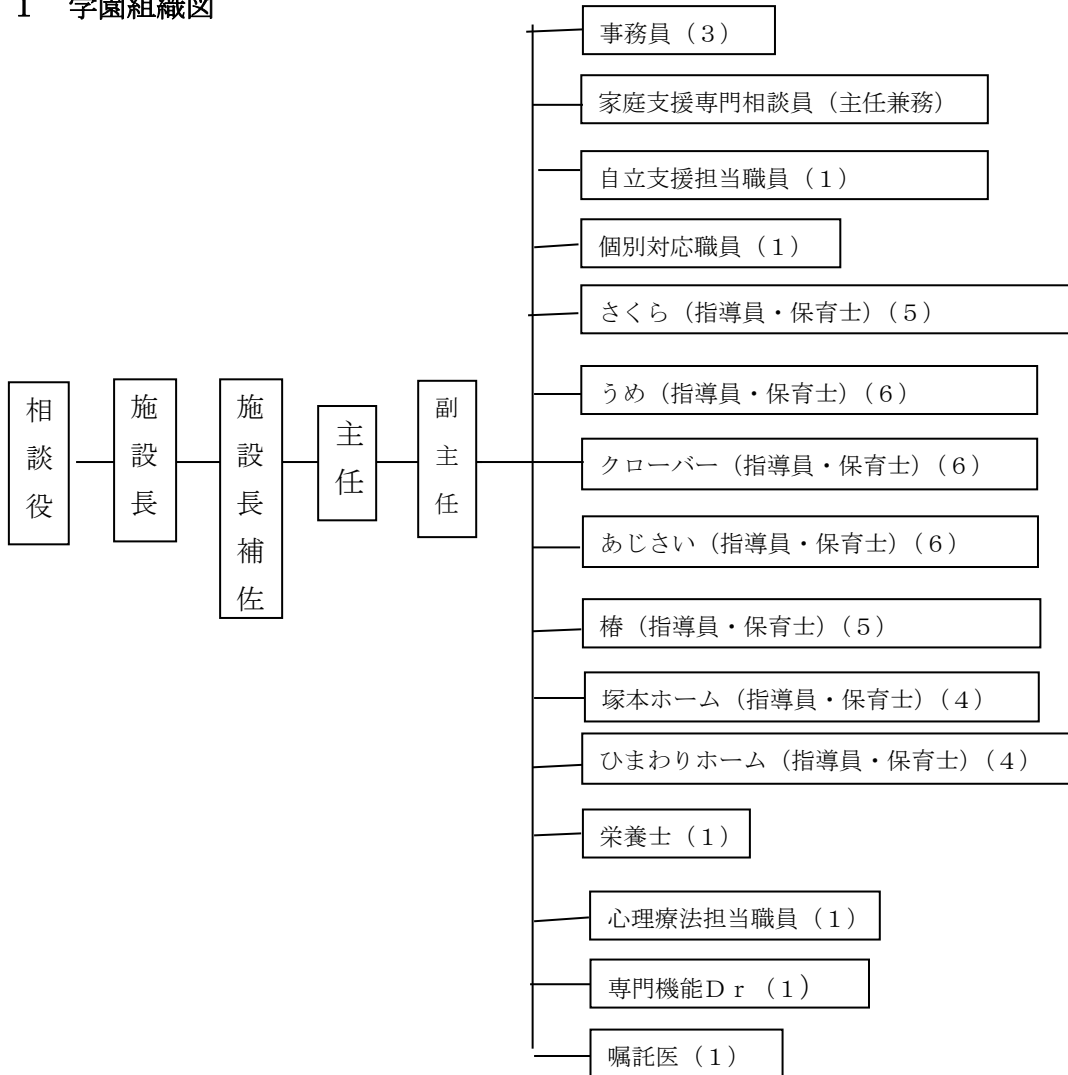 1 学園組織図
事務員（３）
家庭支援専門相談員（主任兼務）
自立支援担当職員（１）
個別対応職員（１）
さくら（指導員・保育士）（５）
うめ（指導員・保育士）（６）
クローバー（指導員・保育士）（６）
あじさい（指導員・保育士）（６）
椿（指導員・保育士）（５）
塚本ホーム（指導員・保育士）（４）
ひまわりホーム（指導員・保育士）（４）
栄養士（１）
心理療法担当職員（１）
専門機能Ｄｒ（１）
嘱託医（１）
相談役
施設長
施設長補佐
主任
副主任